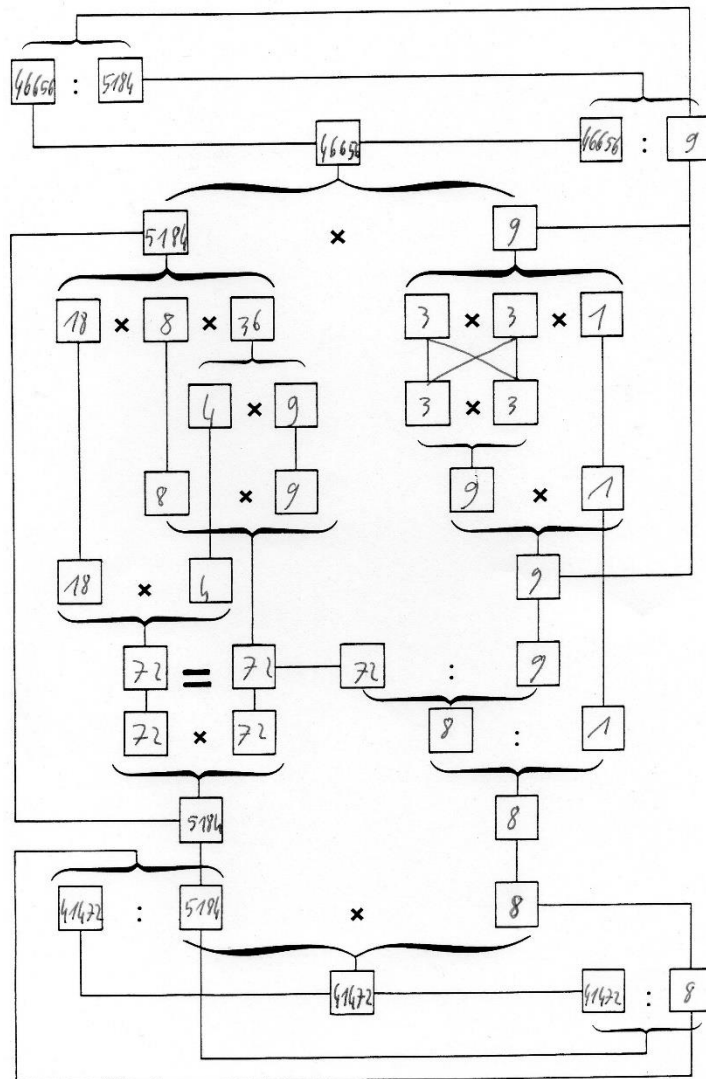 46656 : 5184
46656
46656 : 9
5184 × 9
18 × 8 × 36
3 × 3 × 1
4 × 9
3 × 3
8 × 9
9 × 1
18 × 4
9
72 = 72
72 : 9
72 × 72
8 : 1
5184
8
41472 : 5184 × 8
41472
41472 : 8